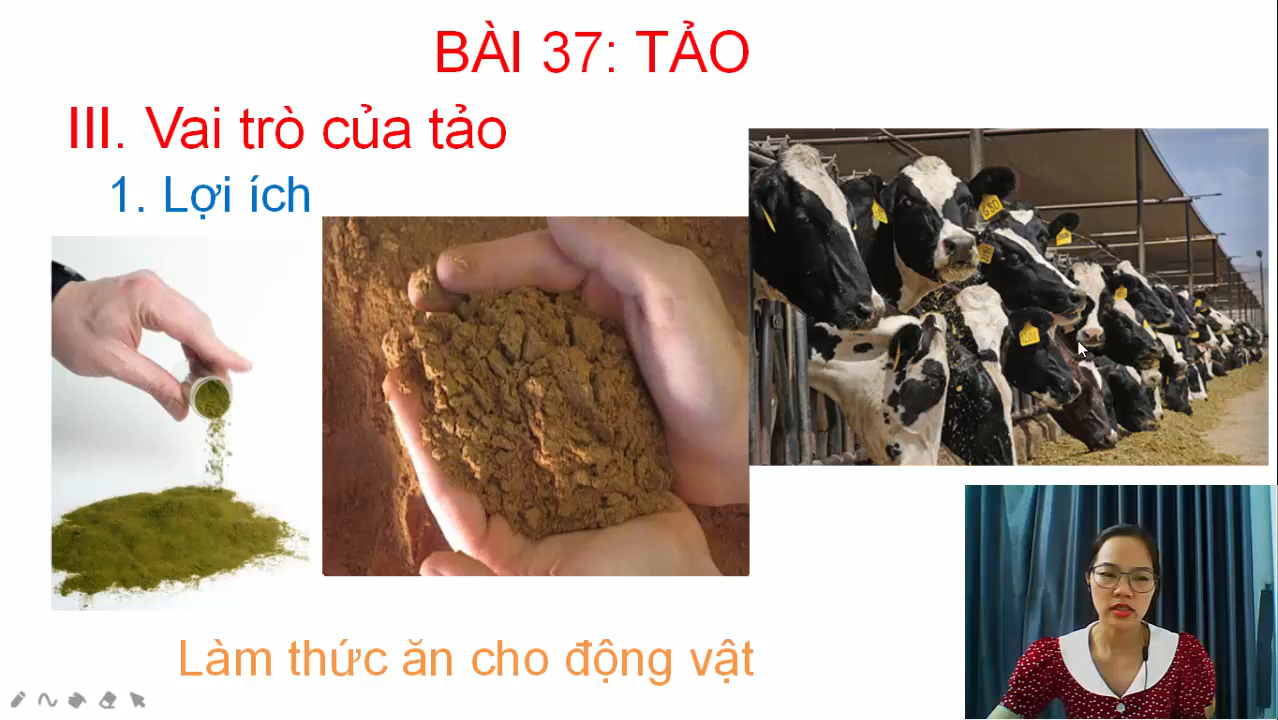 BÀI 37: TẢO
III. Vai trò của tảo
1. Lợi ích
Làm thức ăn cho động vật